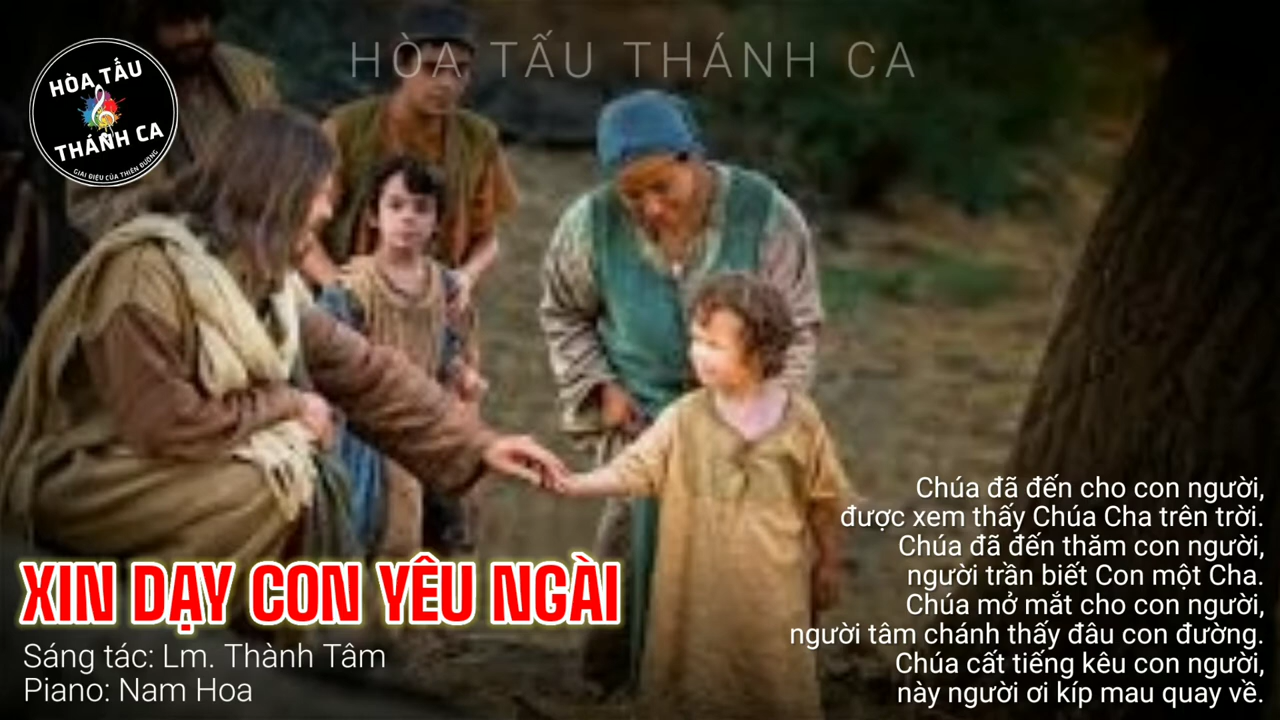 HÒA TẤU THÁNH CA
HÒA TẤU
THÁNH CA
GIAI ĐIỆU CỦA THIÊN ĐƯỜNG
Chúa đã đến cho con người,
được xem thấy Chúa Cha trên trời.
Chúa đã đến thăm con người,
người trần biết Con một Cha.
Chúa mở mắt cho con người,
người tâm chánh thấy đâu con đường.
Chúa cất tiếng kêu con người,
này người ơi kíp mau quay về.
XIN DẠY CON YÊU NGÀI
Sáng tác: Lm. Thành Tâm
Piano: Nam Hoa